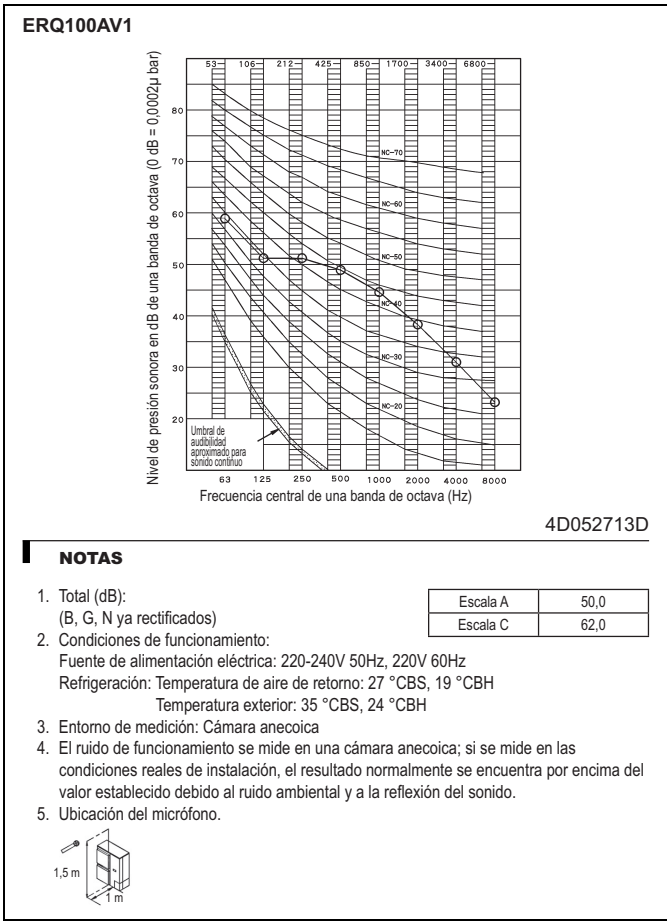 ERQ100AV1
Nivel de presión sonora en dB de una banda de octava (0 dB = 0,0002µ bar)
53 106 212 425 850 1700 3400 6800
80
70
60
50
40
30
20
NC-70
NC-60
NC-50
NC-40
NC-30
NC-20
Umbral de
audibilidad
aproximado para
sonido continuo
63 125 250 500 1000 2000 4000 8000
Frecuencia central de una banda de octava (Hz)
4D052713D
NOTAS
1. Total (dB):
(B, G, N ya rectificados)
Escala A 50,0
Escala C 62,0
2. Condiciones de funcionamiento:
Fuente de alimentación eléctrica: 220-240V 50Hz, 220V 60Hz
Refrigeración: Temperatura de aire de retorno: 27 °CBS, 19 °CBH
Temperatura exterior: 35 °CBS, 24 °CBH
3. Entorno de medición: Cámara anecoica
4. El ruido de funcionamiento se mide en una cámara anecoica; si se mide en las
condiciones reales de instalación, el resultado normalmente se encuentra por encima del
valor establecido debido al ruido ambiental y a la reflexión del sonido.
5. Ubicación del micrófono.
1,5 m
1 m